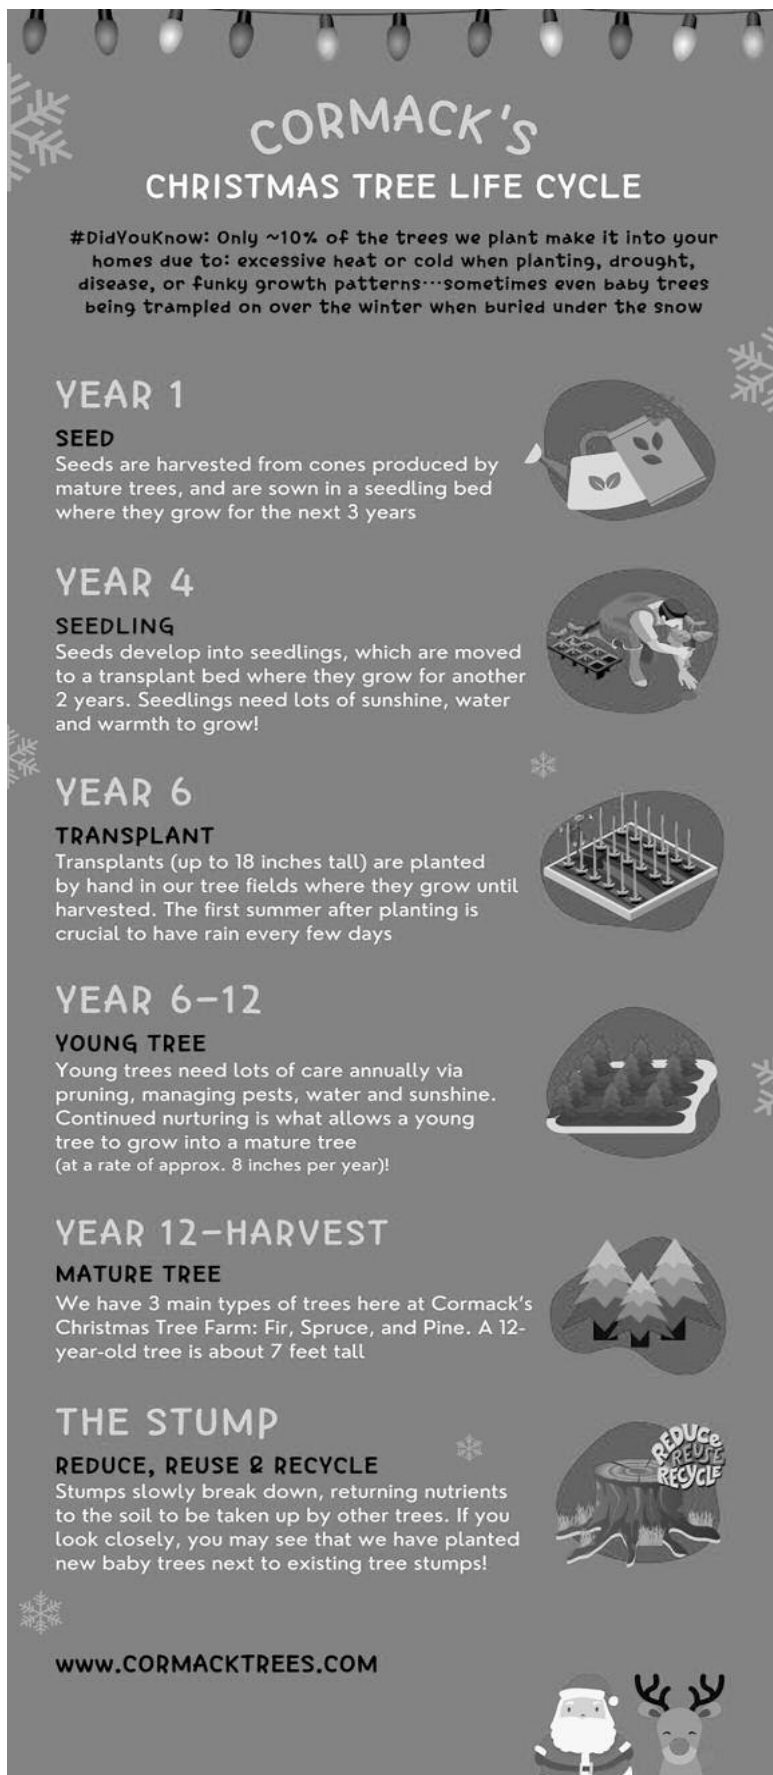 CORMACK'S
CHRISTMAS TREE LIFE CYCLE
#DidYouKnow: Only ~10% of the trees we plant make it into your
homes due to: excessive heat or cold when planting, drought,
disease, or funky growth patterns...sometimes even baby trees
being trampled on over the winter when buried under the snow
YEAR 1
SEED
Seeds are harvested from cones produced by
mature trees, and are sown in a seedling bed
where they grow for the next 3 years
YEAR 4
SEEDLING
Seeds develop into seedlings, which are moved
to a transplant bed where they grow for another
2 years. Seedlings need lots of sunshine, water
and warmth to grow!
YEAR 6
TRANSPLANT
Transplants (up to 18 inches tall) are planted
by hand in our tree fields where they grow until
harvested. The first summer after planting is
crucial to have rain every few days
YEAR 6-12
YOUNG TREE
Young trees need lots of care annually via
pruning, managing pests, water and sunshine.
Continued nurturing is what allows a young
tree to grow into a mature tree
(at a rate of approx. 8 inches per year)!
YEAR 12-HARVEST
MATURE TREE
We have 3 main types of trees here at Cormack's
Christmas Tree Farm: Fir, Spruce, and Pine. A 12-
year-old tree is about 7 feet tall
THE STUMP
REDUCE, REUSE & RECYCLE
Stumps slowly break down, returning nutrients
to the soil to be taken up by other trees. If you
look closely, you may see that we have planted
new baby trees next to existing tree stumps!
REDUCE
REUSE
RECYCLE
WWW.CORMACKTREES.COM